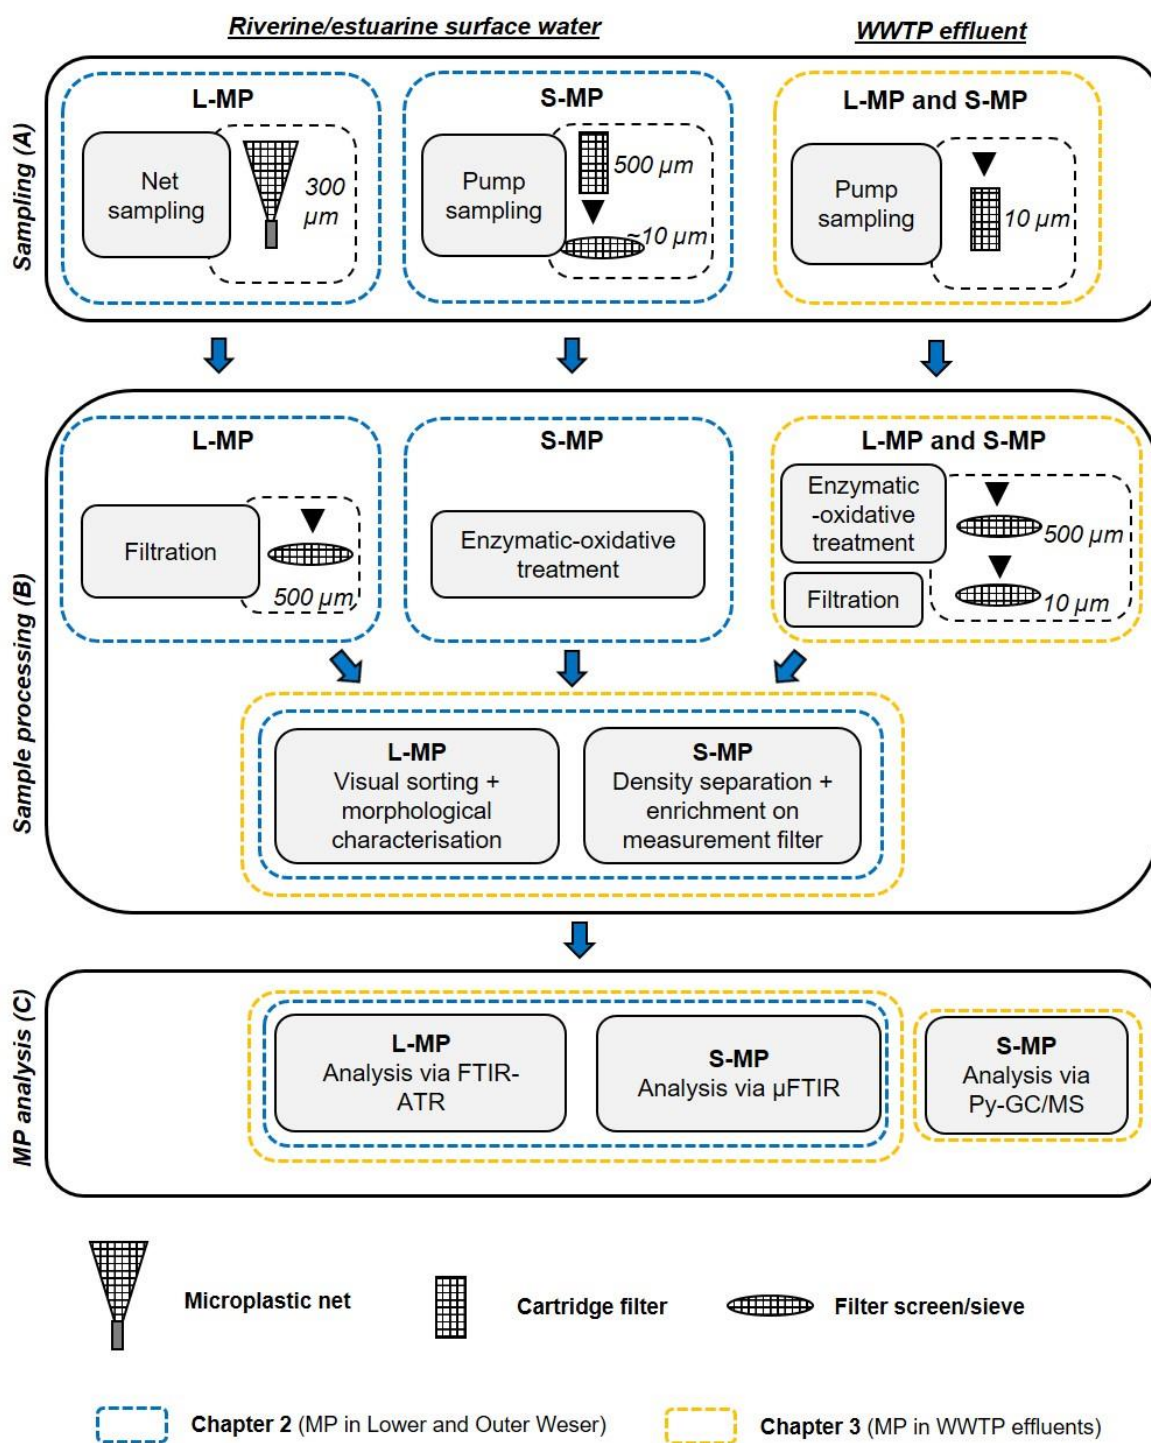 Riverine/estuarine surface water
WWTP effluent
Sampling (A)
L-MP
Net
sampling
300
µm
S-MP
Pump
sampling
500 µm
~10 µm
L-MP and S-MP
Pump
sampling
10 µm
Sample processing (B)
L-MP
Filtration
500 µm
S-MP
Enzymatic-oxidative
treatment
L-MP and S-MP
Enzymatic
-oxidative
treatment
Filtration
500 µm
10 µm
L-MP
Visual sorting +
morphological
characterisation
S-MP
Density separation +
enrichment on
measurement filter
MP analysis (C)
L-MP
Analysis via FTIR-
ATR
S-MP
Analysis via µFTIR
S-MP
Analysis via
Py-GC/MS
Microplastic net
Cartridge filter
Filter screen/sieve
Chapter 2 (MP in Lower and Outer Weser)
Chapter 3 (MP in WWTP effluents)